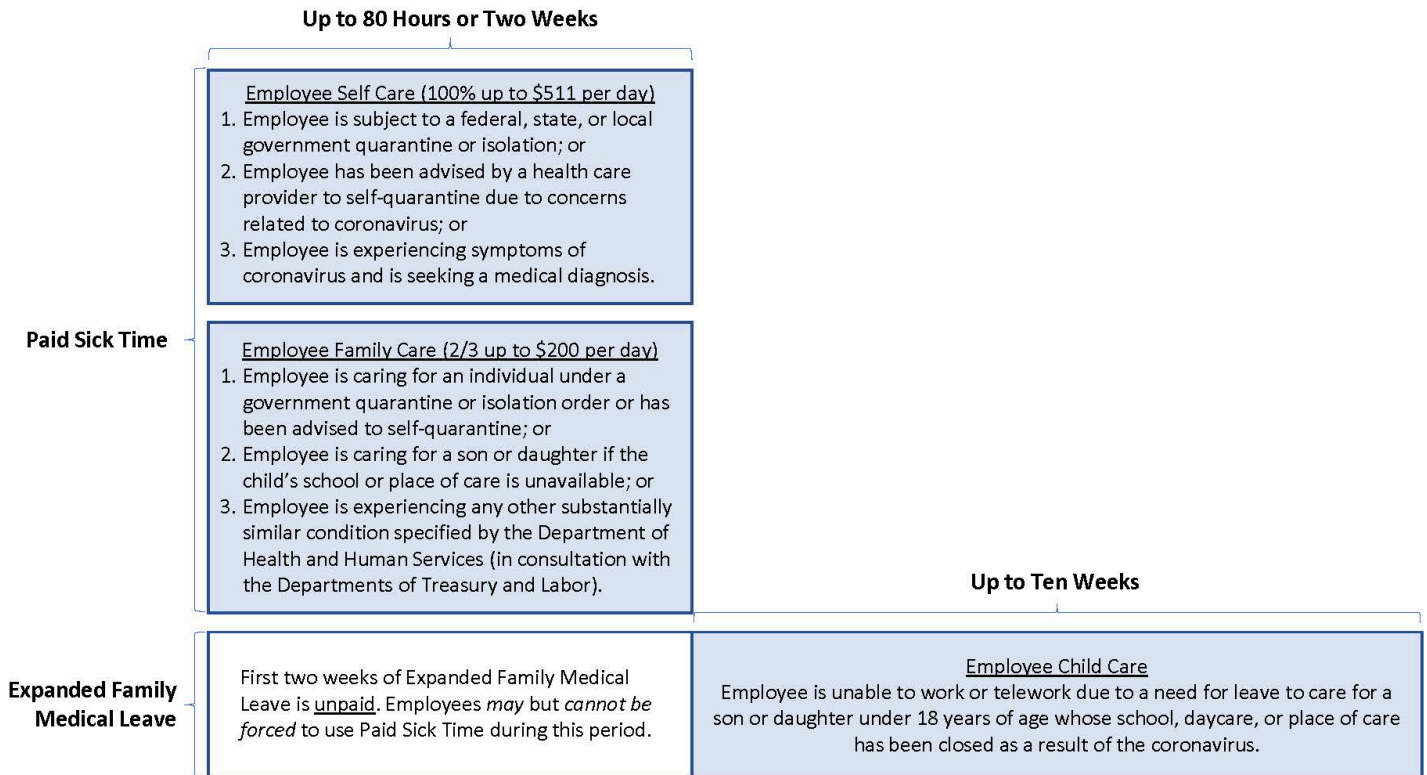 Up to 80 Hours or Two Weeks
Employee Self Care (100% up to $511 per day)
1. Employee is subject to a federal, state, or local
government quarantine or isolation; or
2. Employee has been advised by a health care
provider to self-quarantine due to concerns
related to coronavirus; or
3. Employee is experiencing symptoms of
coronavirus and is seeking a medical diagnosis.
Paid Sick Time
Employee Family Care (2/3 up to $200 per day)
1. Employee is caring for an individual under a
government quarantine or isolation order or has
been advised to self-quarantine; or
2. Employee is caring for a son or daughter if the
child's school or place of care is unavailable; or
3. Employee is experiencing any other substantially
similar condition specified by the Department of
Health and Human Services (in consultation with
the Departments of Treasury and Labor).
Up to Ten Weeks
Expanded Family
Medical Leave
First two weeks of Expanded Family Medical
Leave is unpaid. Employees may but cannot be
forced to use Paid Sick Time during this period.
Employee Child Care
Employee is unable to work or telework due to a need for leave to care for a
son or daughter under 18 years of age whose school, daycare, or place of care
has been closed as a result of the coronavirus.